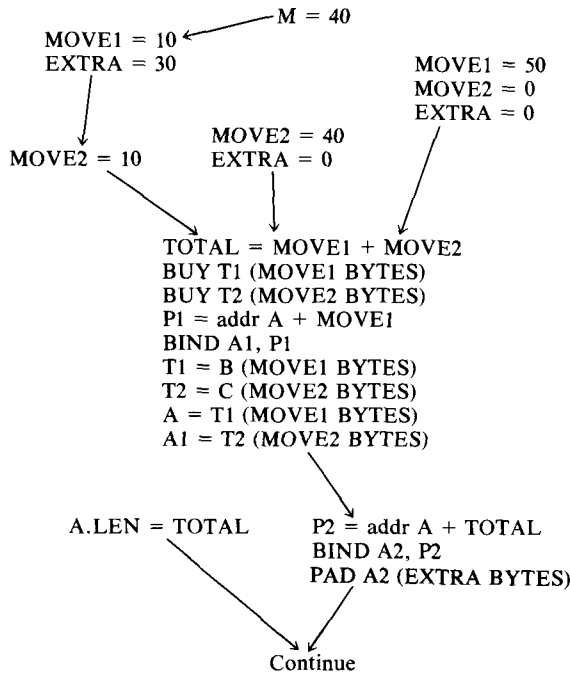 M = 40
MOVE1 = 10
EXTRA = 30
MOVE1 = 50
MOVE2 = 0
EXTRA = 0
MOVE2 = 10
MOVE2 = 40
EXTRA = 0
TOTAL = MOVE1 + MOVE2
BUY T1 (MOVE1 BYTES)
BUY T2 (MOVE2 BYTES)
P1 = addr A + MOVE1
BIND A1, P1
T1 = B (MOVE1 BYTES)
T2 = C (MOVE2 BYTES)
A = T1 (MOVE1 BYTES)
A1 = T2 (MOVE2 BYTES)
A.LEN = TOTAL
P2 = addr A + TOTAL
BIND A2, P2
PAD A2 (EXTRA BYTES)
Continue